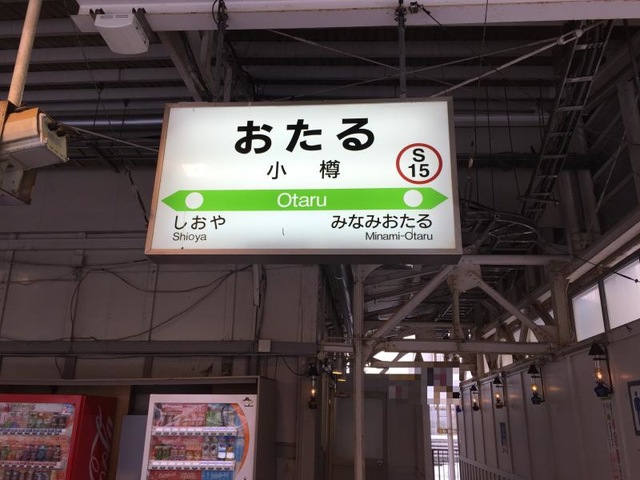 おたる
小樽
S
15
Otaru
しおや
Shioya
みなみおたる
Minami-Otaru